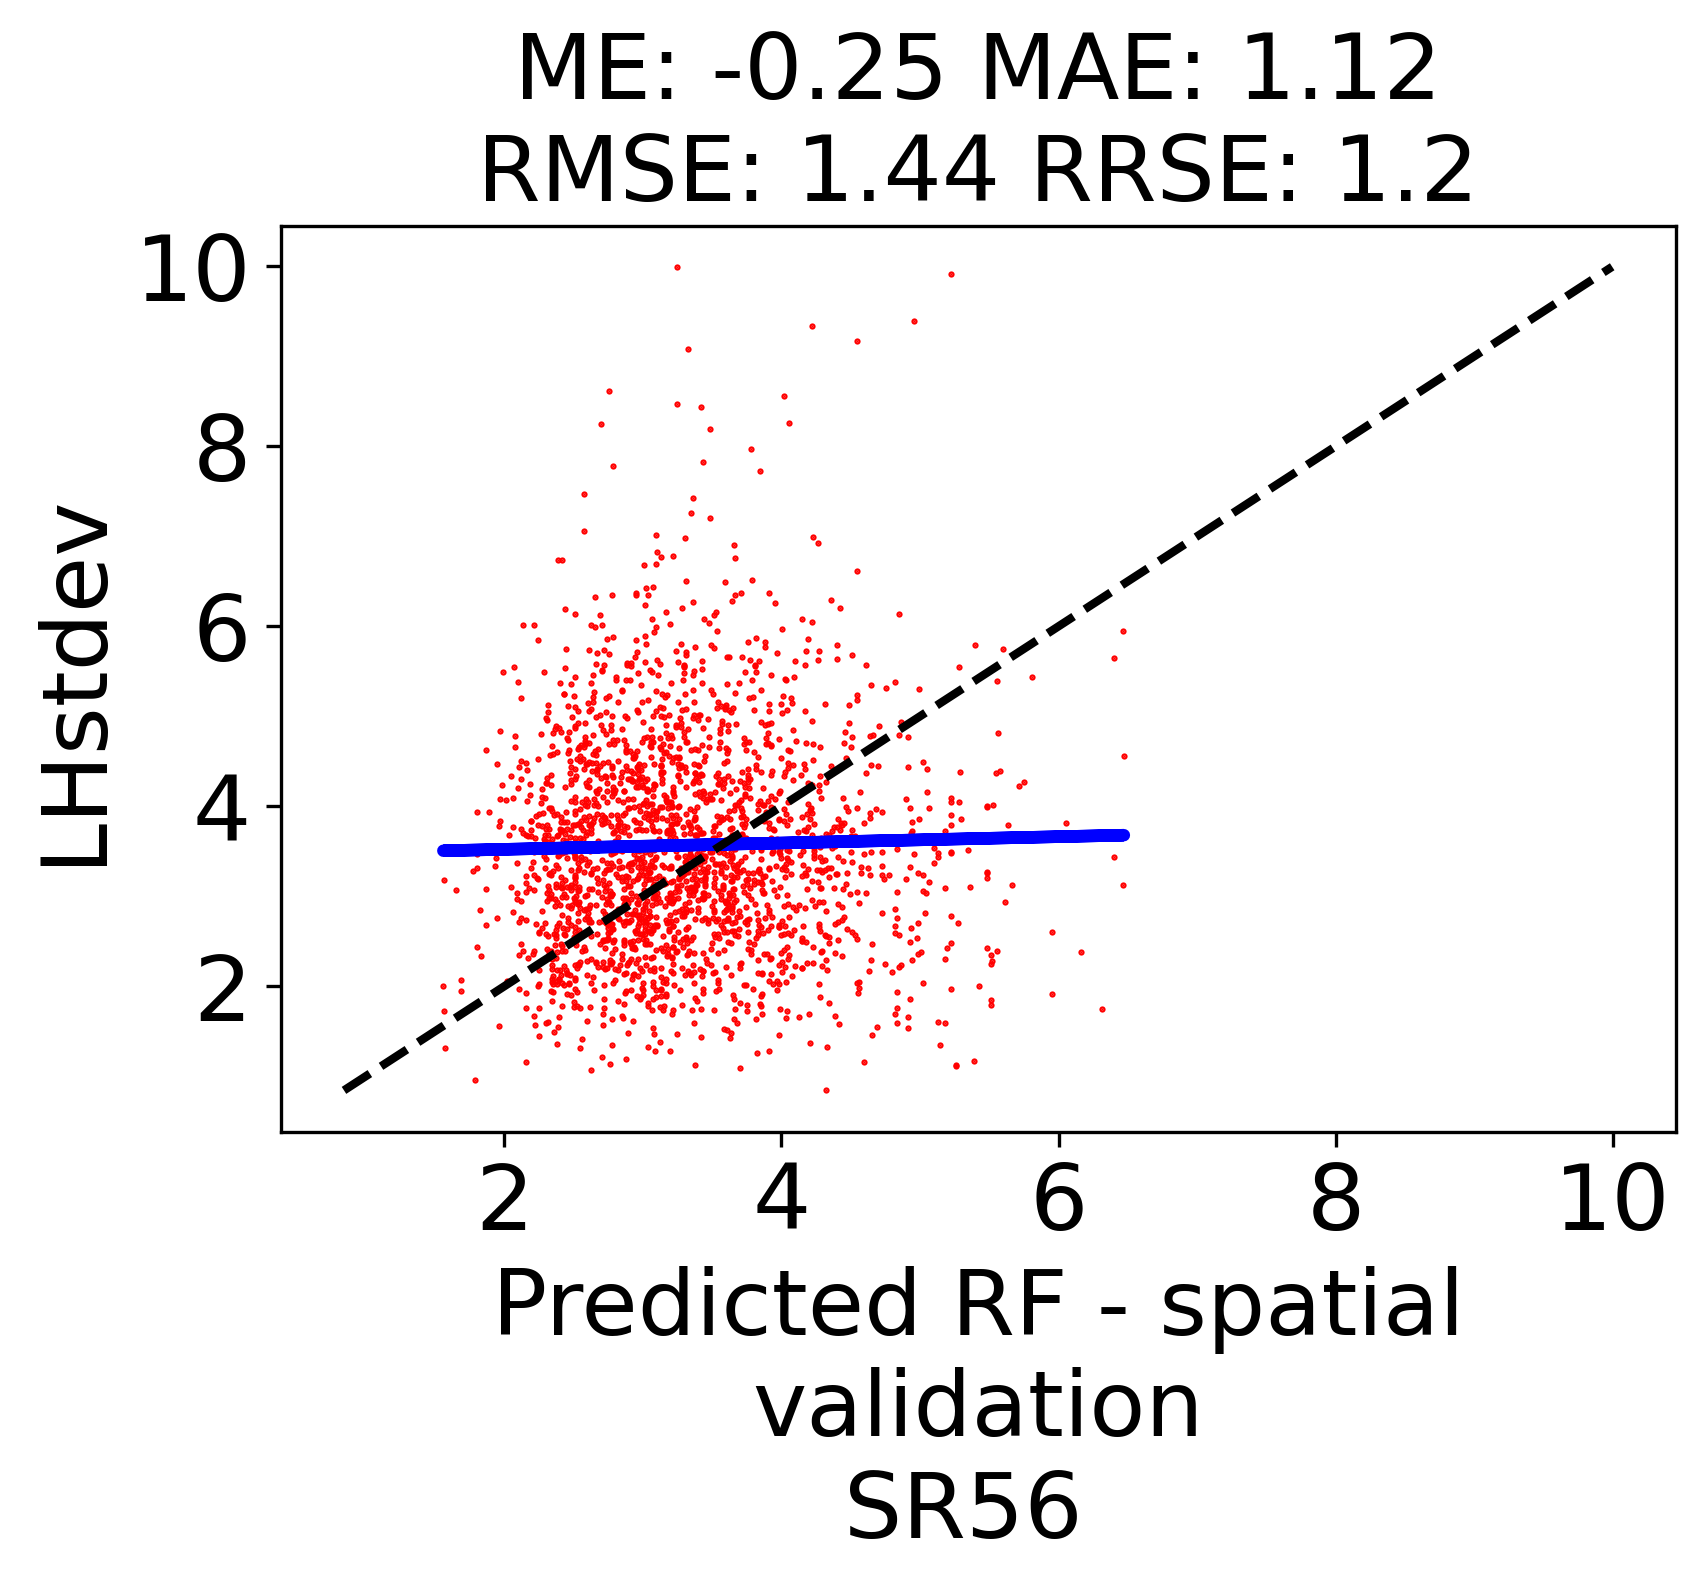 ME: -0.25 MAE: 1.12
RMSE: 1.44 RRSE: 1.2
10
8
6
4
2
LHstdev
2 4 6 8 10
Predicted RF - spatial
validation
SR56